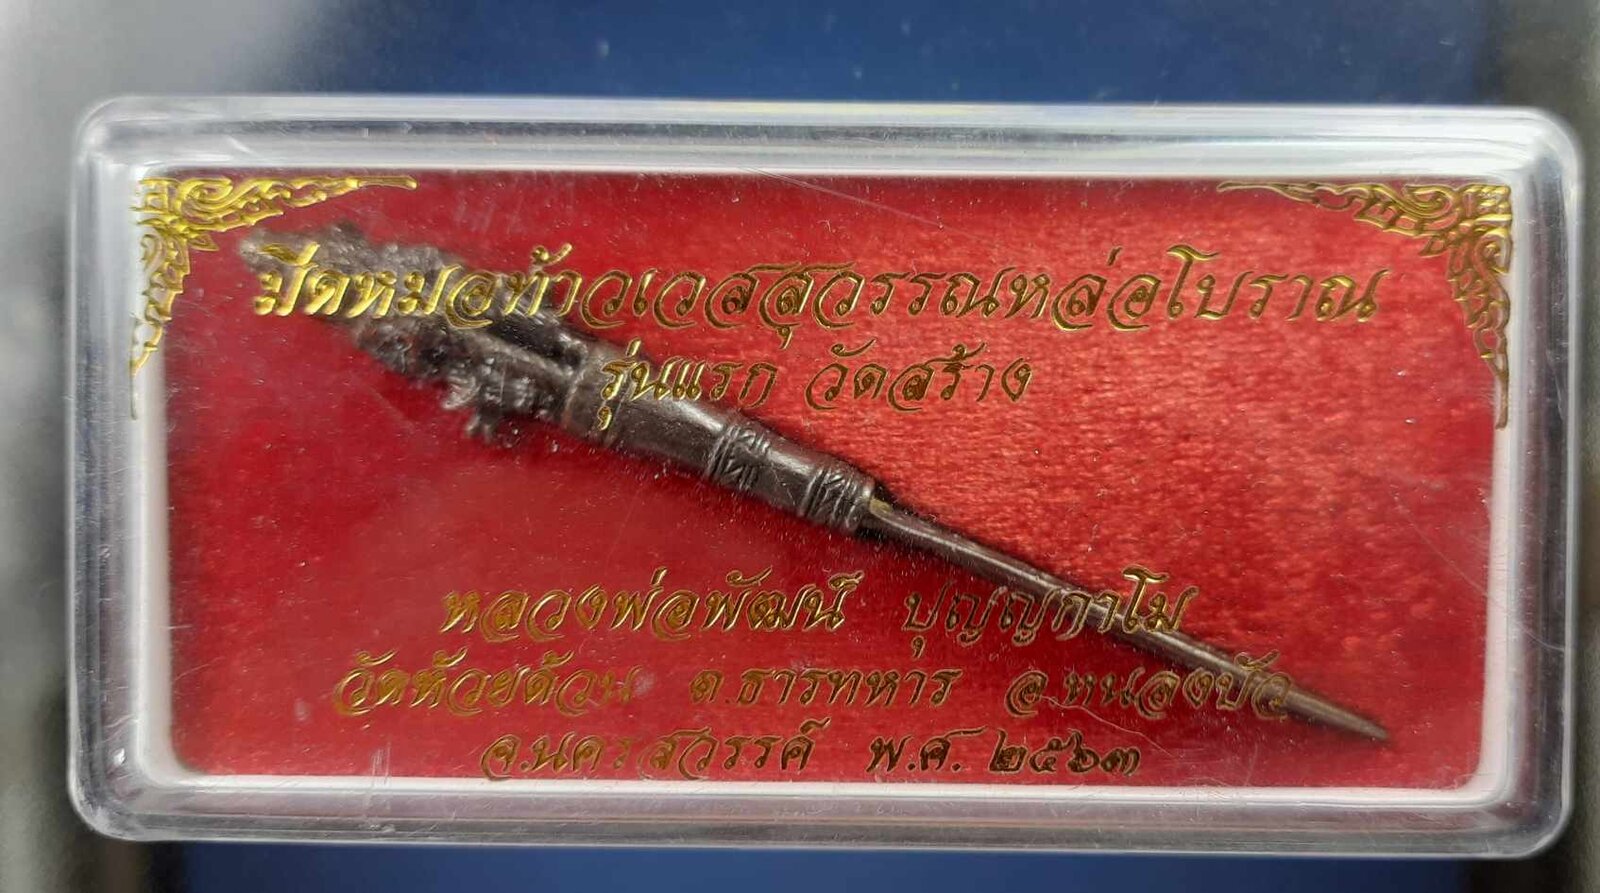 มีดหมอท้าวเวสสุวรรณหล่อโบราณ
รุ่นแรก วัดสร้าง
หลวงพ่อพัฒน์ ปุญญกาโม
วัดห้วยด้วน ต.ธารทหาร อ.หนองบัว
จ.นครสวรรค์ พ.ศ. ๒๕๖๓